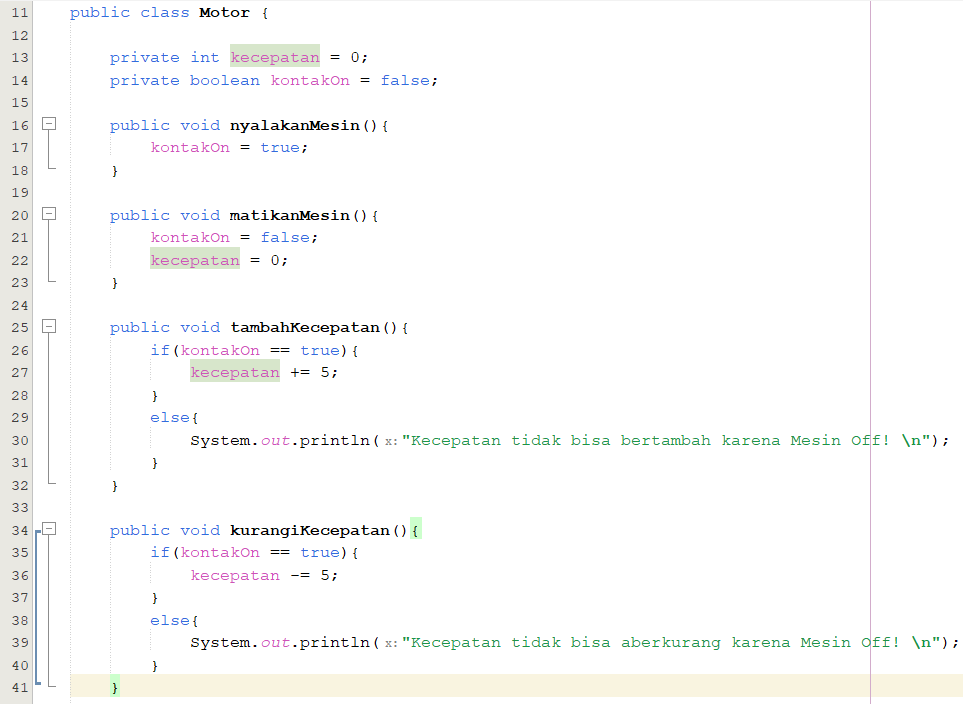 11 public class Motor {
12
13 private int kecepatan = 0;
14 private boolean kontakOn = false;
15
16 public void nyalakanMesin(){
17 kontakOn = true;
18 }
19
20 public void matikanMesin(){
21 kontakOn = false;
22 kecepatan = 0;
23 }
24
25 public void tambahKecepatan(){
26 if(kontakOn == true){
27 kecepatan += 5;
28 }
29 else{
30 System.out.println( x: "Kecepatan tidak bisa bertambah karena Mesin Off! \n");
31 }
32 }
33
34 public void kurangiKecepatan(){
35 if(kontakOn == true){
36 kecepatan -= 5;
37 }
38 else{
39 System.out.println( x: "Kecepatan tidak bisa aberkurang karena Mesin Off! \n");
40 }
41 }